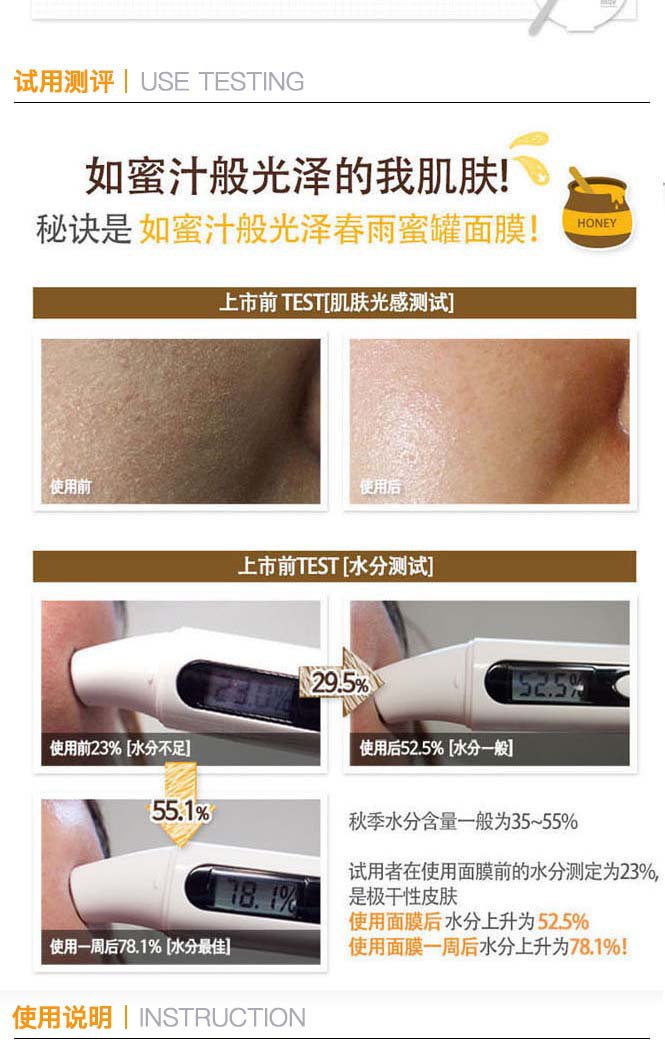 试用测评 | USE TESTING
如蜜汁般光泽的我肌肤!
秘诀是 如蜜汁般光泽春雨蜜罐面膜!
HONEY
上市前 TEST[肌肤光感测试]
使用前
使用后
上市前TEST [水分测试]
23.0%
29.5%
52.5%
使用前23% [水分不足]
使用后52.5% [水分一般]
55.1%
78.1%
使用一周后78.1% [水分最佳]
秋季水分含量一般为35~55%
试用者在使用面膜前的水分测定为23%,
是极干性皮肤
使用面膜后 水分上升为 52.5%
使用面膜一周后水分上升为78.1%!
使用说明 | INSTRUCTION